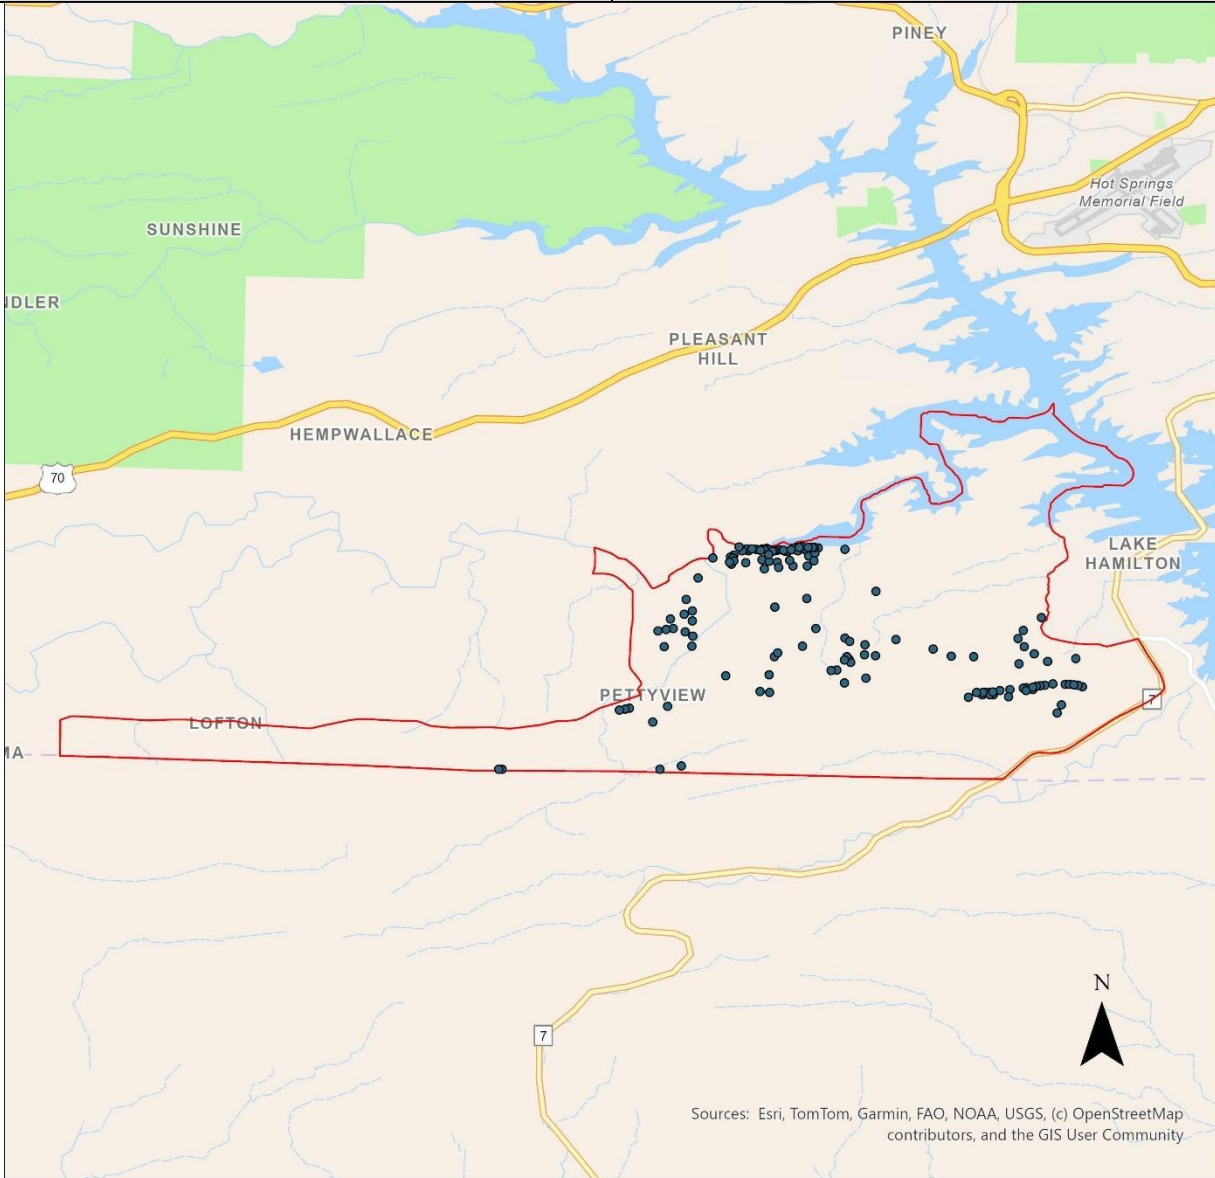 PINEY
Hot Springs
Memorial Field
SUNSHINE
NDLER
PLEASANT
HILL
HEMPWALLACE
70
LAKE
HAMILTON
PETTYVIEW
7
LOFTON
MA
N
7
Sources: Esri, TomTom, Garmin, FAO, NOAA, USGS, (c) OpenStreetMap
contributors, and the GIS User Community